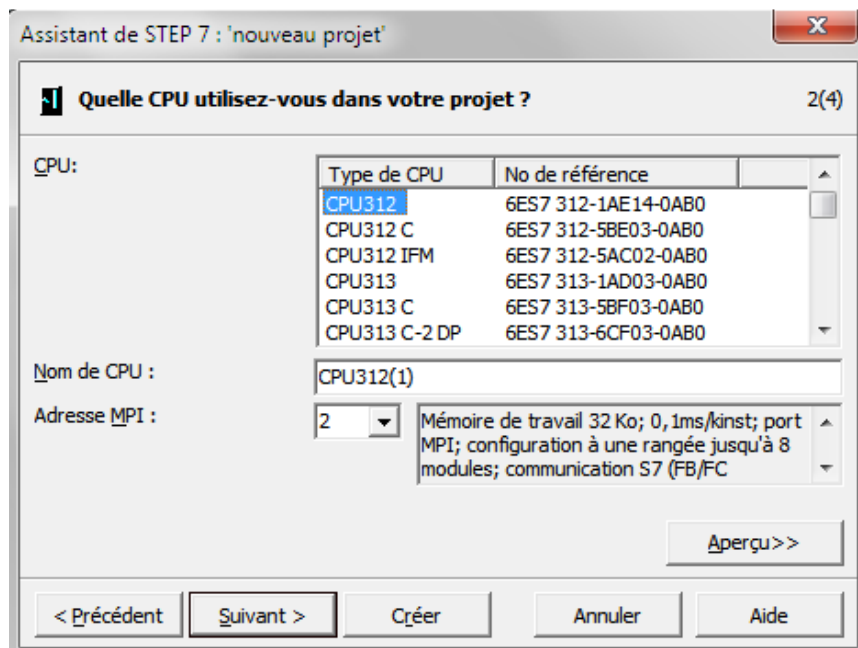 Assistant de STEP 7 : 'nouveau projet'
Quelle CPU utilisez-vous dans votre projet ? 2(4)
CPU:
Type de CPU No de référence
CPU312 6ES7 312-1AE14-0AB0
CPU312 C 6ES7 312-5BE03-0AB0
CPU312 IFM 6ES7 312-5AC02-0AB0
CPU313 6ES7 313-1AD03-0AB0
CPU313 C 6ES7 313-5BF03-0AB0
CPU313 C-2 DP 6ES7 313-6CF03-0AB0
Nom de CPU : CPU312(1)
Adresse MPI : 2
Mémoire de travail 32 Ko; 0,1ms/kinst; port
MPI; configuration à une rangée jusqu'à 8
modules; communication S7 (FB/FC
Aperçu>>
< Précédent Suivant > Créer Annuler Aide